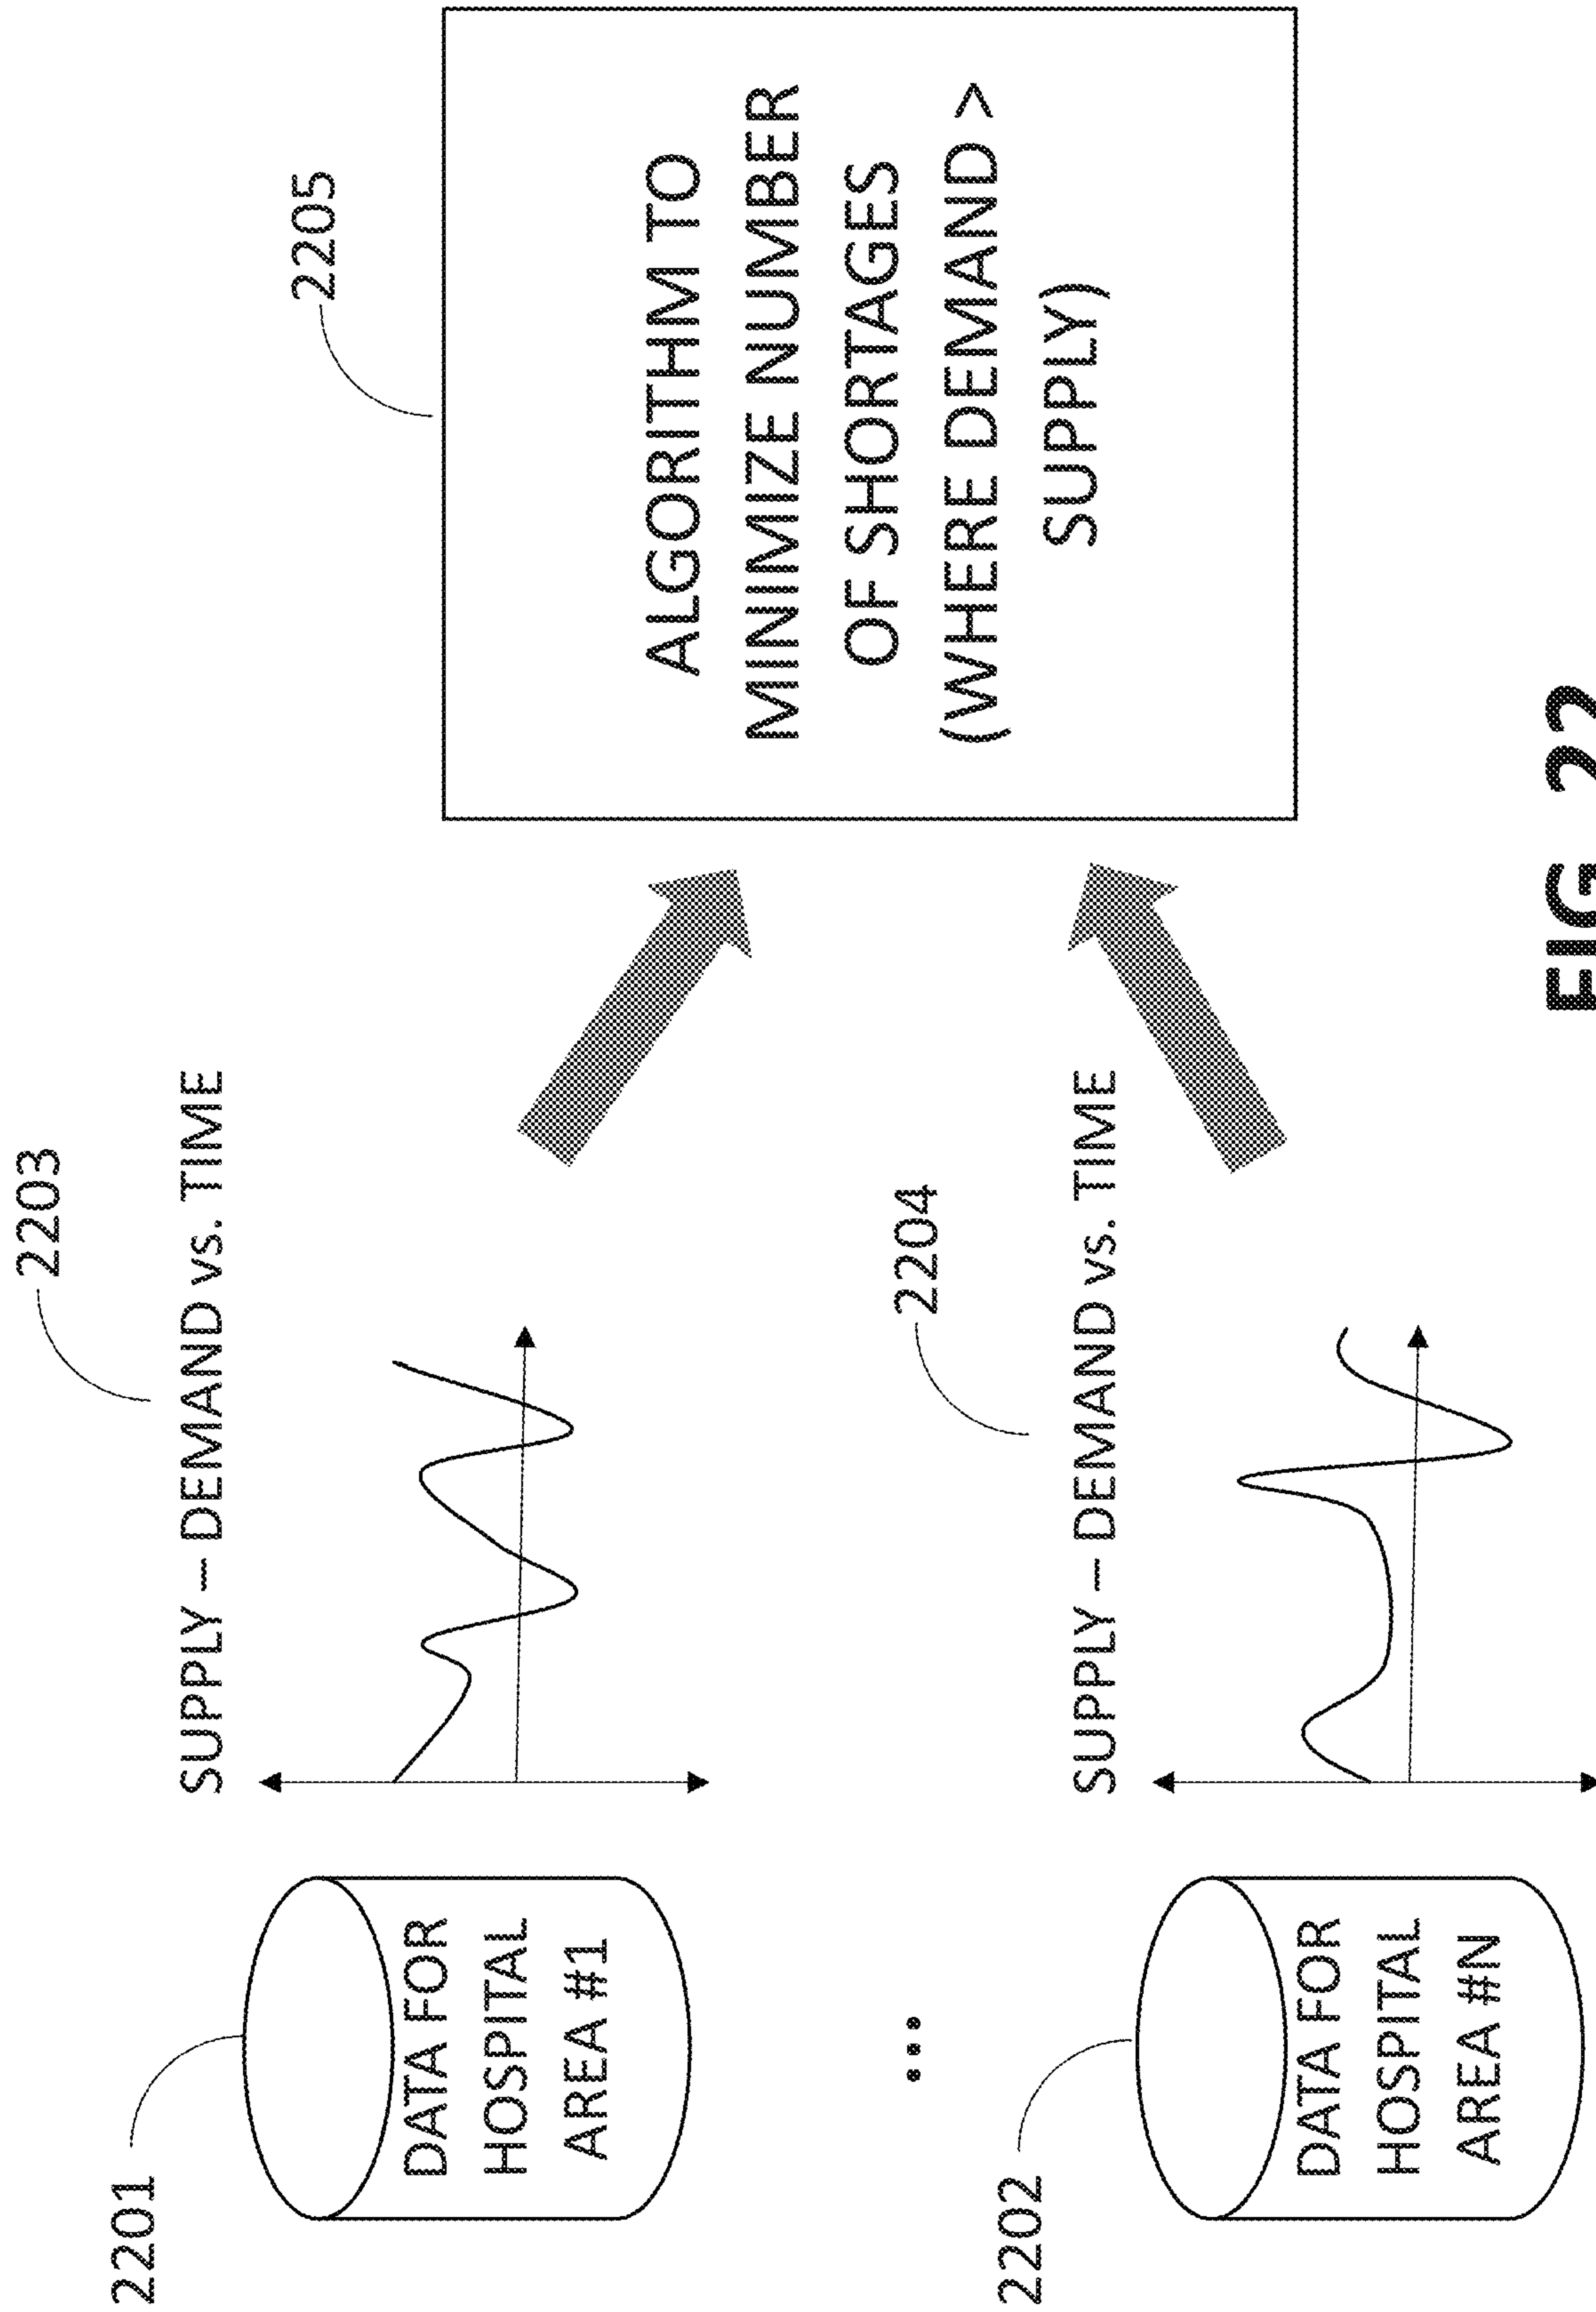 2201
DATA FOR
HOSPITAL
AREA #1
2203
SUPPLY – DEMAND vs. TIME
...
2202
DATA FOR
HOSPITAL
AREA #N
2204
SUPPLY – DEMAND vs. TIME
2205
ALGORITHM TO
MINIMIZE NUMBER
OF SHORTAGES
(WHERE DEMAND >
SUPPLY)
FIG. 22